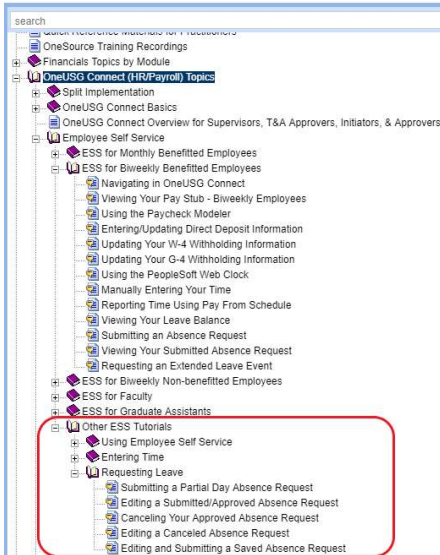 search
Quick Reference Materials for Practitioners
OneSource Training Recordings
Financials Topics by Module
OneUSG Connect (HR/Payroll) Topics
Split Implementation
OneUSG Connect Basics
OneUSG Connect Overview for Supervisors, T&A Approvers, Initiators, & Approvers
Employee Self Service
ESS for Monthly Benefitted Employees
ESS for Biweekly Benefitted Employees
Navigating in OneUSG Connect
Viewing Your Pay Stub - Biweekly Employees
Using the Paycheck Modeler
Entering/Updating Direct Deposit Information
Updating Your W-4 Withholding Information
Updating Your G-4 Withholding Information
Using the PeopleSoft Web Clock
Manually Entering Your Time
Reporting Time Using Pay From Schedule
Viewing Your Leave Balance
Submitting an Absence Request
Viewing Your Submitted Absence Request
Requesting an Extended Leave Event
ESS for Biweekly Non-benefitted Employees
ESS for Faculty
ESS for Graduate Assistants
Other ESS Tutorials
Using Employee Self Service
Entering Time
Requesting Leave
Submitting a Partial Day Absence Request
Editing a Submitted/Approved Absence Request
Canceling Your Approved Absence Request
Editing a Canceled Absence Request
Editing and Submitting a Saved Absence Request